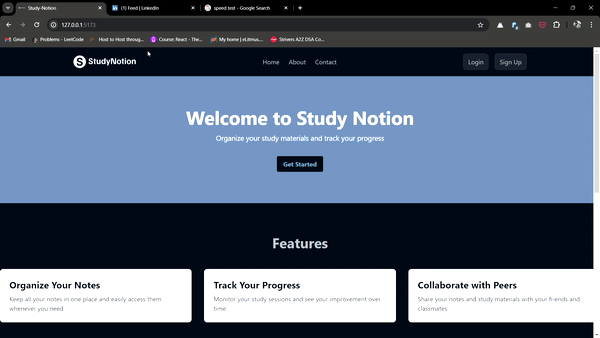 Study-Notion
(1) Feed | LinkedIn
speed test - Google Search
127.0.0.1:5173
Gmail
Problems - LeetCode
Host to Host throug...
Course: React - The...
My home | eLitmus...
Strivers A2Z DSA Co...
StudyNotion
Home
About
Contact
Login
Sign Up
Welcome to Study Notion
Organize your study materials and track your progress
Get Started
Features
Organize Your Notes
Keep all your notes in one place and easily access them
whenever you need.
Track Your Progress
Monitor your study sessions and see your improvement over
time.
Collaborate with Peers
Share your notes and study materials with your friends and
classmates.